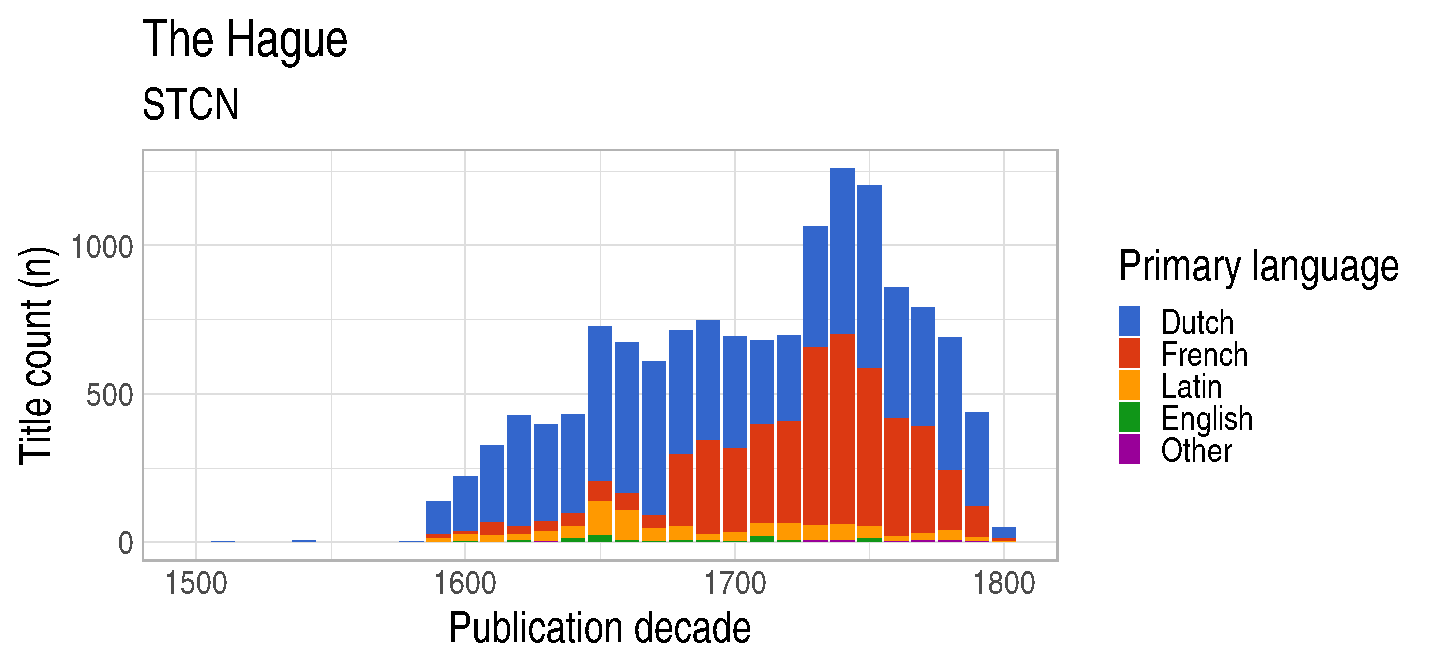 The Hague
STCN
Title count (n)
1000
500
0
1500 1600 1700 1800
Publication decade
Primary language
Dutch
French
Latin
English
Other